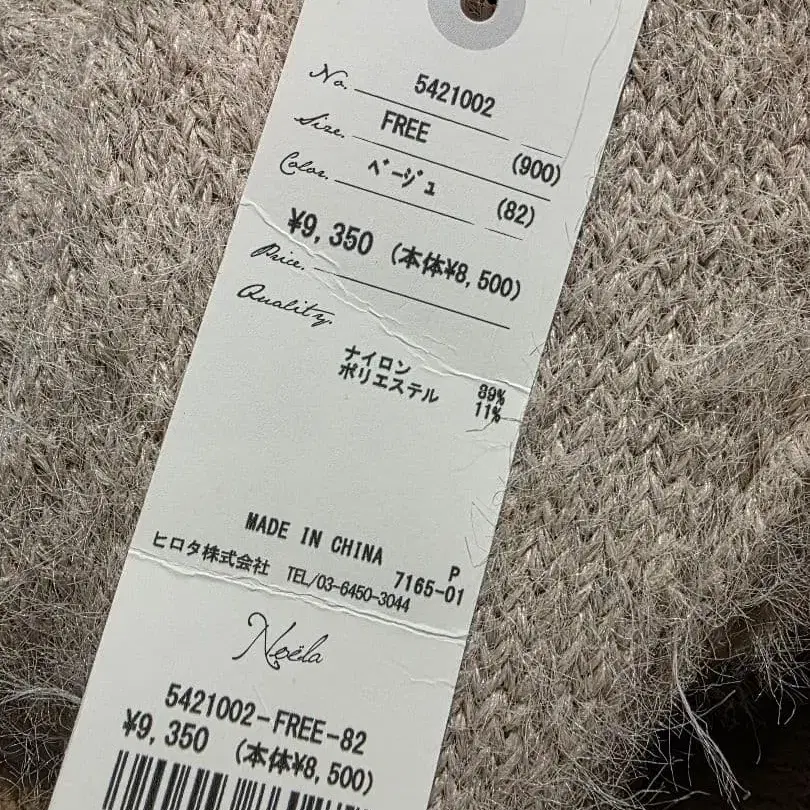 No. 5421002
Size. FREE (900)
Color. ベージュ (82)
¥9,350 (本体¥8,500)
Price.
Quality.
ナイロン 89%
ポリエステル 11%
MADE IN CHINA P
ヒロタ株式会社 TEL/03-6450-3044 7165-01
Noëla
5421002-FREE-82
¥9,350 (本体¥8,500)